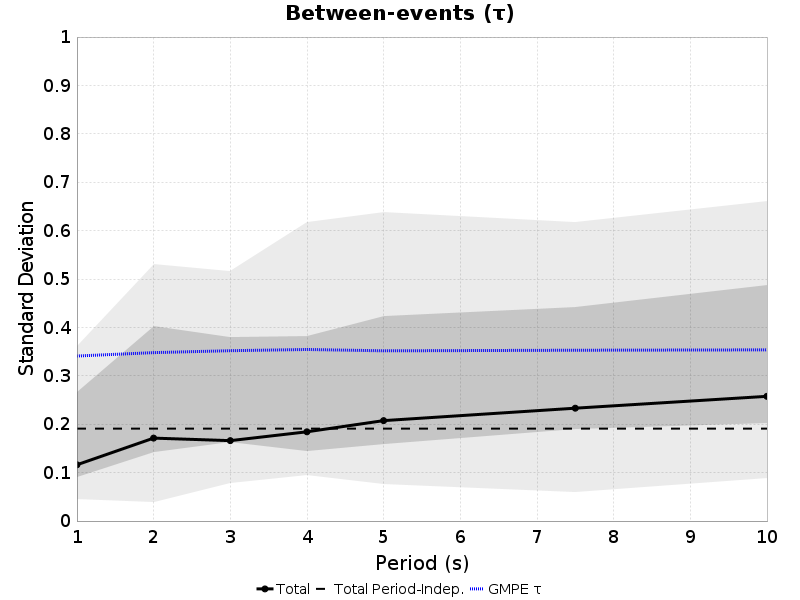 Between-events (τ)
1
0.9
0.8
0.7
0.6
0.5
0.4
0.3
0.2
0.1
0
Standard Deviation
1 2 3 4 5 6 7 8 9 10
Period (s)
Total Total Period-Indep. GMPE τ